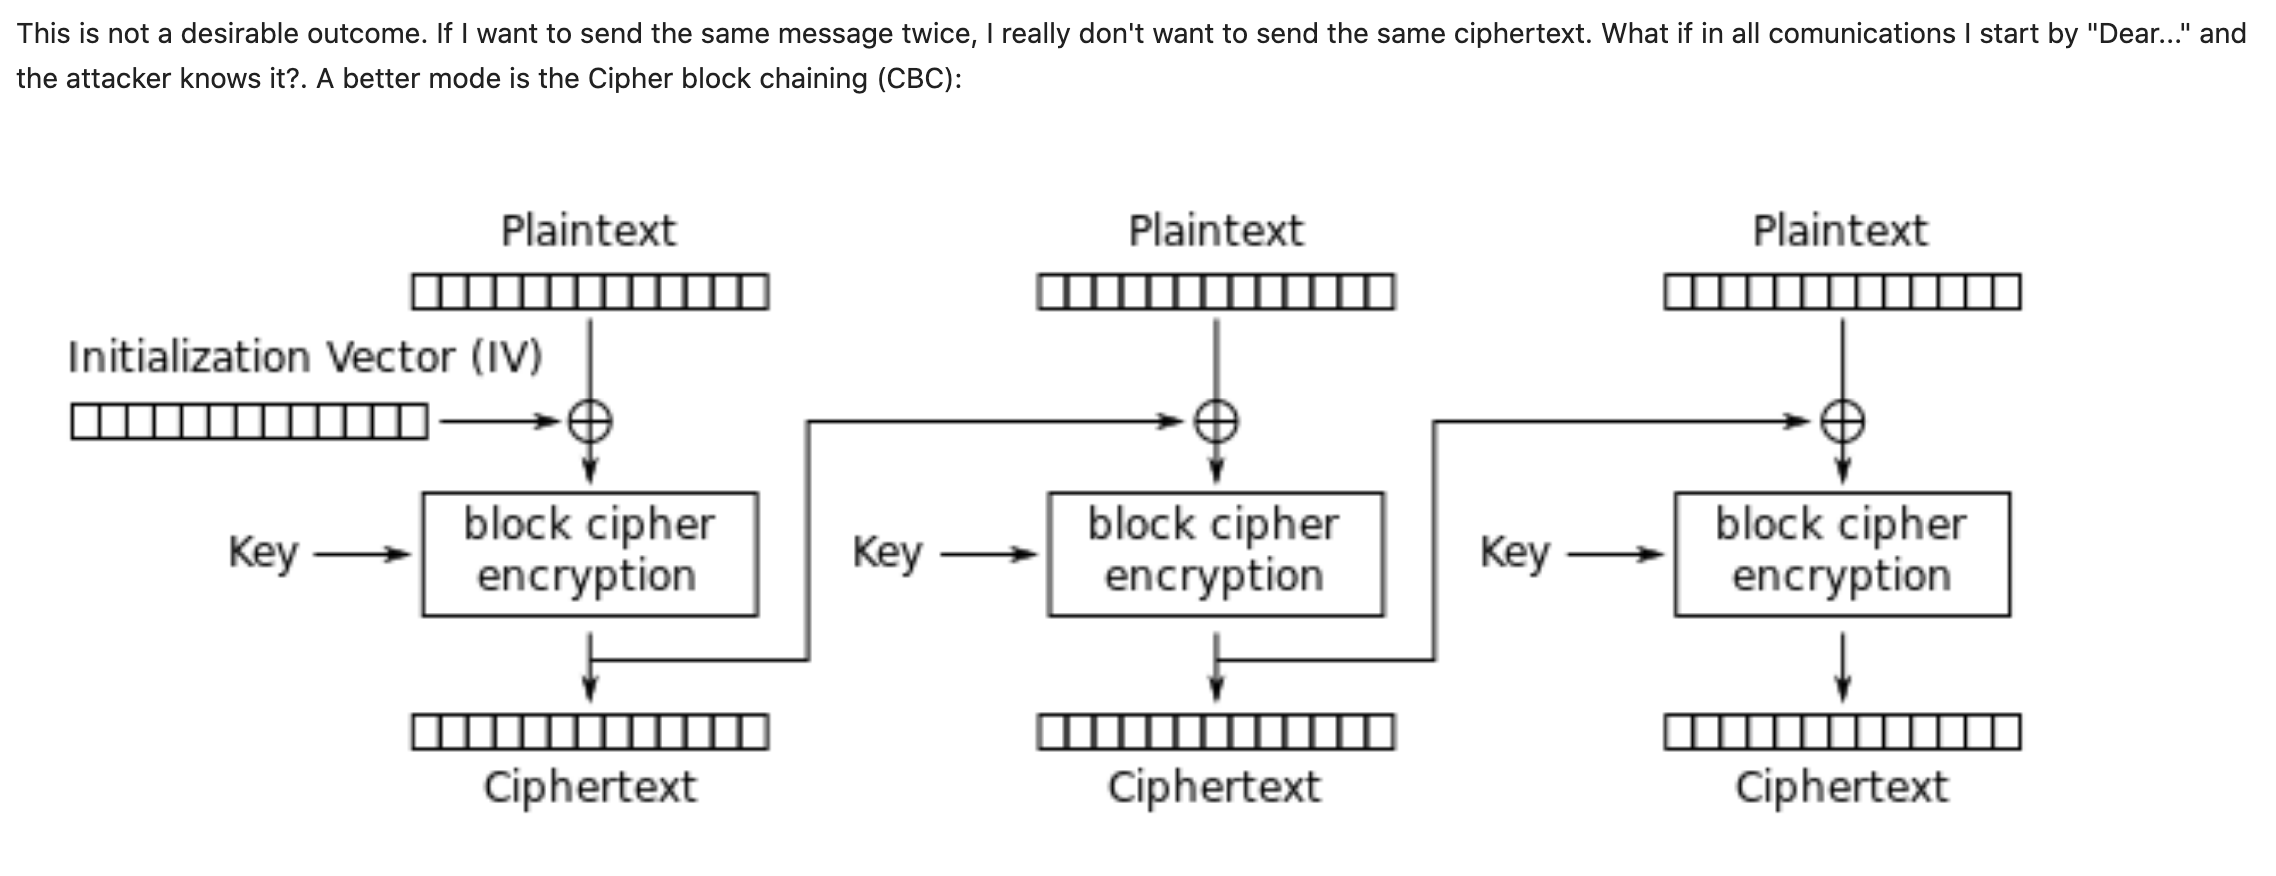 This is not a desirable outcome. If I want to send the same message twice, I really don't want to send the same ciphertext. What if in all comunications I start by "Dear..." and
the attacker knows it?. A better mode is the Cipher block chaining (CBC):
Plaintext
Plaintext
Plaintext
Initialization Vector (IV)
Key
block cipher
encryption
Key
block cipher
encryption
Key
block cipher
encryption
Ciphertext
Ciphertext
Ciphertext